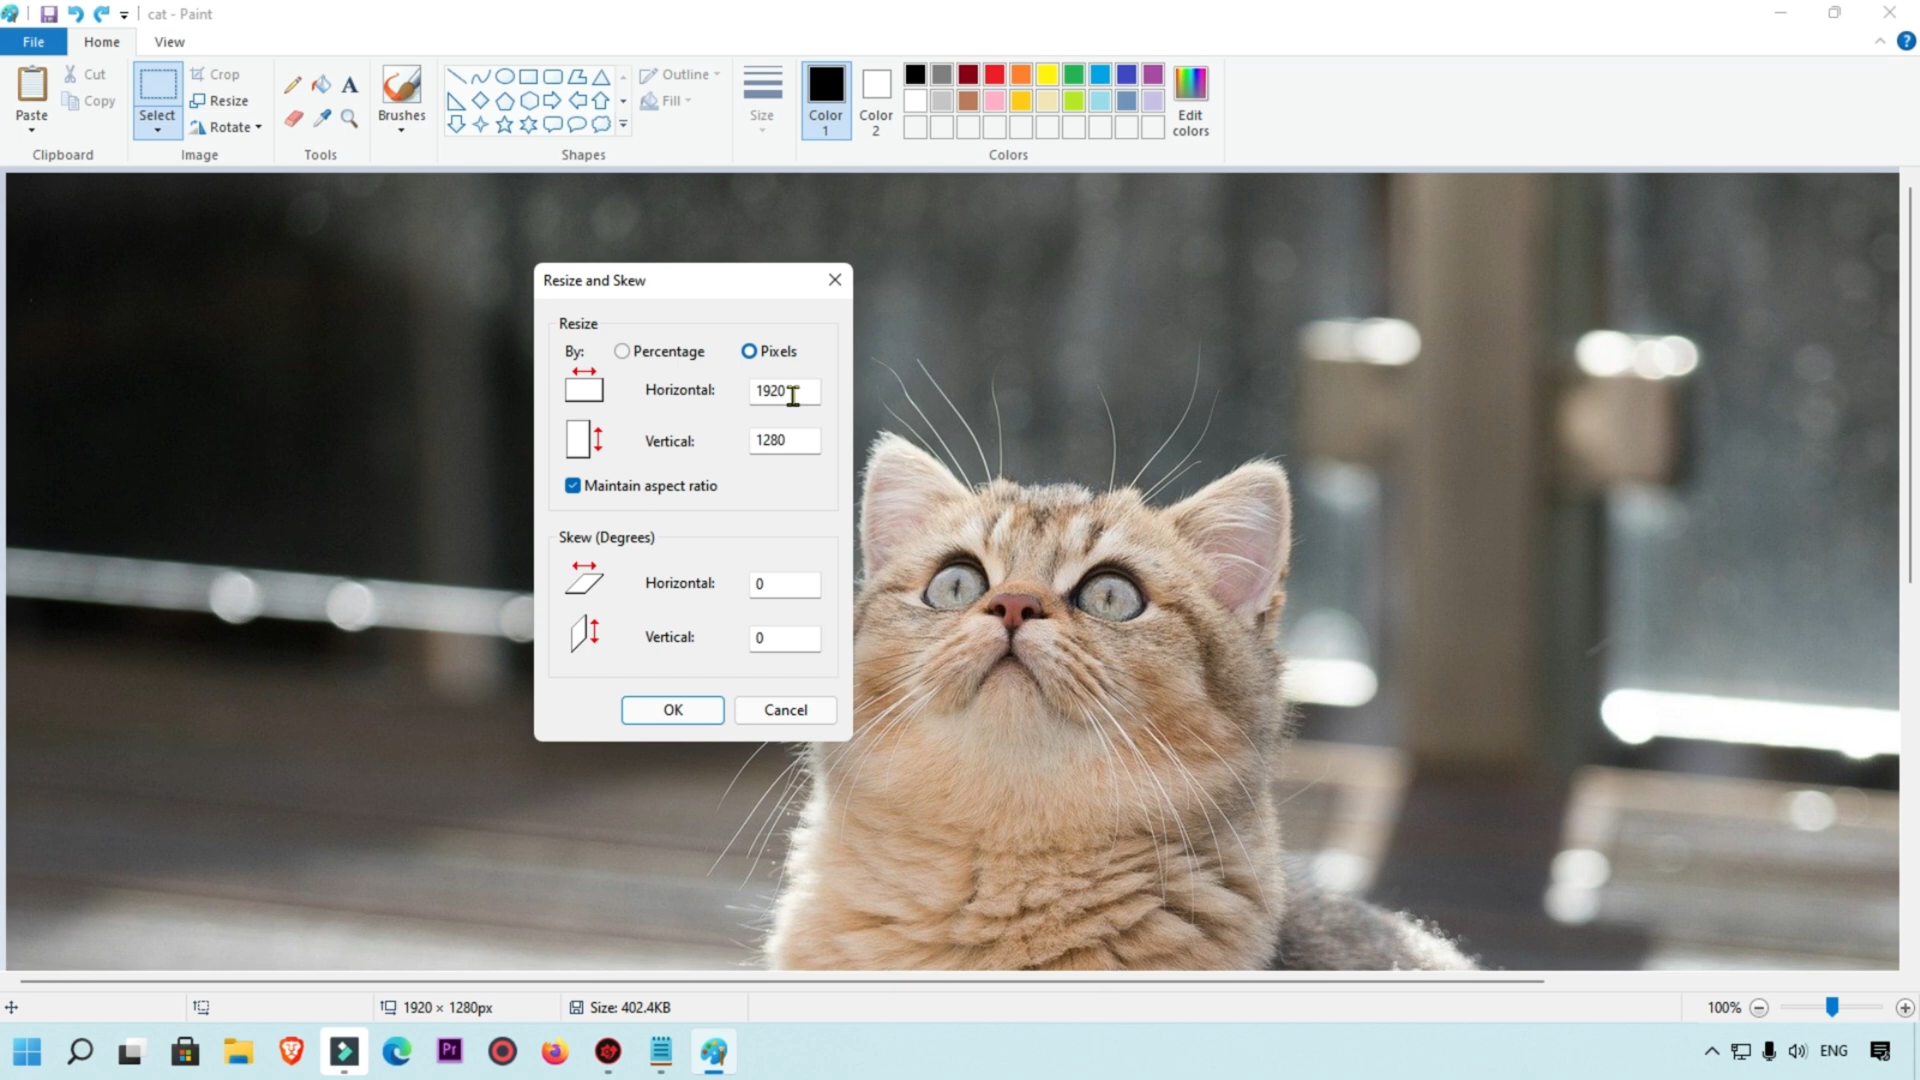 cat - Paint
File
Home
View
Paste
Cut
Copy
Clipboard
Select
Crop
Resize
Rotate
Image
A
Tools
Brushes
Outline
Fill
Shapes
Size
Color
1
Color
2
Edit
colors
Colors
?
Resize and Skew
Resize
By:
Percentage
Pixels
Horizontal:
1920
Vertical:
1280
Maintain aspect ratio
Skew (Degrees)
Horizontal:
0
Vertical:
0
OK
Cancel
1920 × 1280px
Size: 402.4KB
100%
Pr
ENG